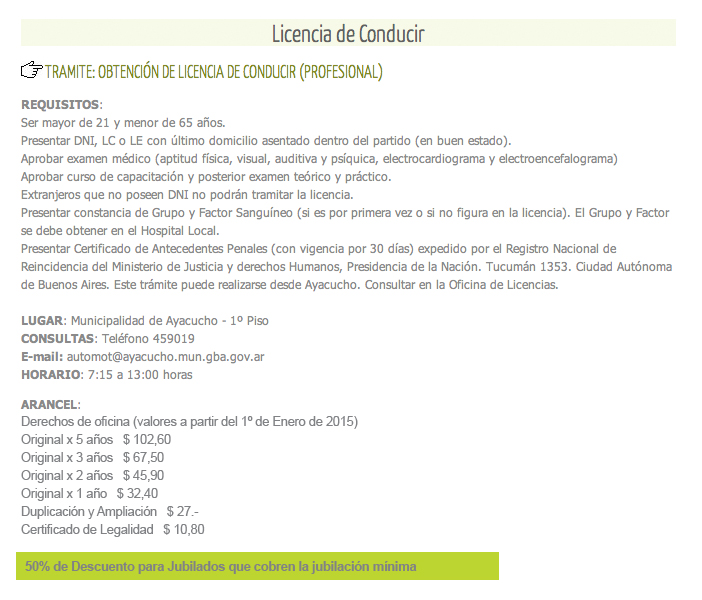 Licencia de Conducir
TRAMITE: OBTENCIÓN DE LICENCIA DE CONDUCIR (PROFESIONAL)
REQUISITOS:
Ser mayor de 21 y menor de 65 años.
Presentar DNI, LC o LE con último domicilio asentado dentro del partido (en buen estado).
Aprobar examen médico (aptitud física, visual, auditiva y psíquica, electrocardiograma y electroencefalograma)
Aprobar curso de capacitación y posterior examen teórico y práctico.
Extranjeros que no poseen DNI no podrán tramitar la licencia.
Presentar constancia de Grupo y Factor Sanguíneo (si es por primera vez o si no figura en la licencia). El Grupo y Factor
se debe obtener en el Hospital Local.
Presentar Certificado de Antecedentes Penales (con vigencia por 30 días) expedido por el Registro Nacional de
Reincidencia del Ministerio de Justicia y derechos Humanos, Presidencia de la Nación. Tucumán 1353. Ciudad Autónoma
de Buenos Aires. Este trámite puede realizarse desde Ayacucho. Consultar en la Oficina de Licencias.
LUGAR: Municipalidad de Ayacucho - 1º Piso
CONSULTAS: Teléfono 459019
E-mail: automot@ayacucho.mun.gba.gov.ar
HORARIO: 7:15 a 13:00 horas
ARANCEL:
Derechos de oficina (valores a partir del 1º de Enero de 2015)
Original x 5 años $ 102,60
Original x 3 años $ 67,50
Original x 2 años $ 45,90
Original x 1 año $ 32,40
Duplicación y Ampliación $ 27.-
Certificado de Legalidad $ 10,80
50% de Descuento para Jubilados que cobren la jubilación mínima